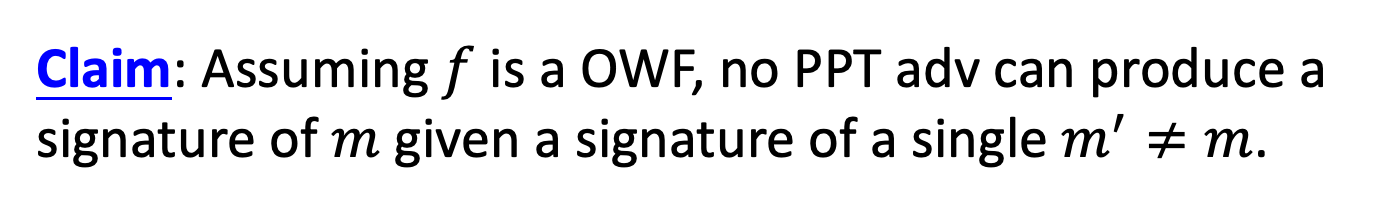 Claim: Assuming 𝑓 is a OWF, no PPT adv can produce a
signature of 𝑚 given a signature of a single 𝑚′ ≠ 𝑚.